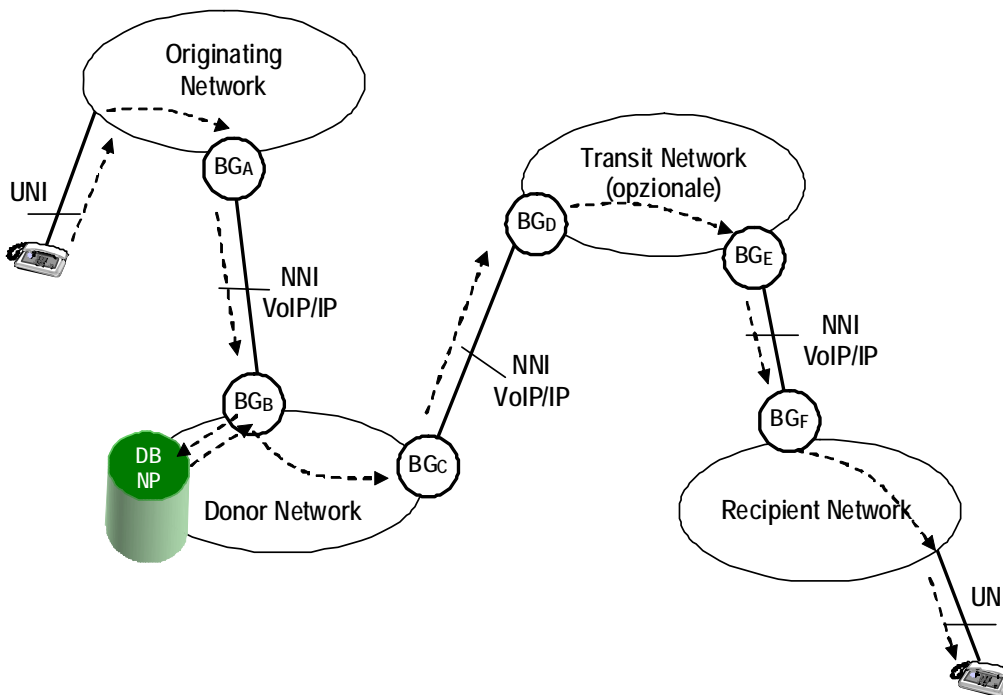 Originating
Network
BGA
UNI
NNI
VoIP/IP
Transit Network
(opzionale)
BGD
BGE
NNI
VoIP/IP
NNI
VoIP/IP
BGB
BGC
BGF
DB
NP
Donor Network
Recipient Network
UN